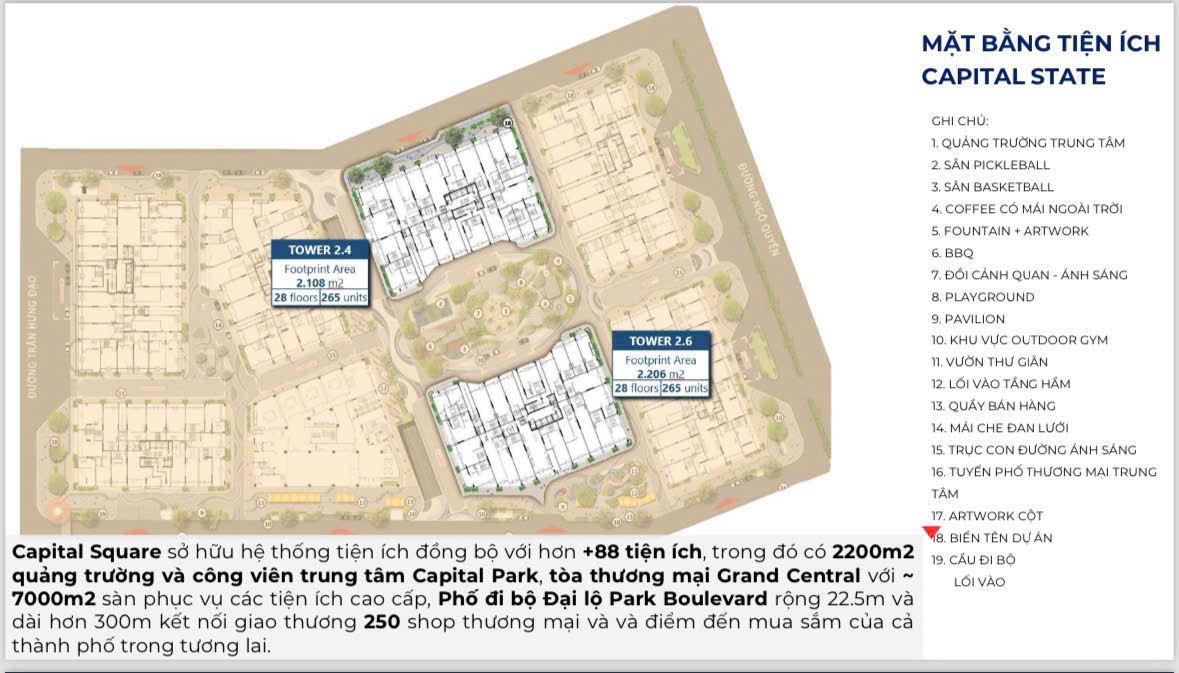 MẶT BẰNG TIỆN ÍCH
CAPITAL STATE
GHI CHÚ:
1. QUẢNG TRƯỜNG TRUNG TÂM
2. SÂN PICKLEBALL
3. SÂN BASKETBALL
4. COFFEE CÓ MÁI NGOÀI TRỜI
5. FOUNTAIN + ARTWORK
6. BBQ
7. ĐỒI CẢNH QUAN - ÁNH SÁNG
8. PLAYGROUND
9. PAVILION
10. KHU VỰC OUTDOOR GYM
11. VƯỜN THƯ GIÃN
12. LỐI VÀO TẦNG HẦM
13. QUẦY BÁN HÀNG
14. MÁI CHE ĐAN LƯỚI
15. TRỤC CON ĐƯỜNG ÁNH SÁNG
16. TUYẾN PHỐ THƯƠNG MẠI TRUNG
TÂM
17. ARTWORK CỘT
18. BIỂN TÊN DỰ ÁN
19. CẦU ĐI BỘ
LỐI VÀO
ĐƯỜNG NGÔ QUYỀN
ĐƯỜNG TRẦN HƯNG ĐẠO
TOWER 2.4
Footprint Area
2.108 m2
28 floors 265 units
TOWER 2.6
Footprint Area
2.206 m2
28 floors 265 units
Capital Square sở hữu hệ thống tiện ích đồng bộ với hơn +88 tiện ích, trong đó có 2200m2
quảng trường và công viên trung tâm Capital Park, tòa thương mại Grand Central với ~
7000m2 sàn phục vụ các tiện ích cao cấp, Phố đi bộ Đại lộ Park Boulevard rộng 22.5m và
dài hơn 300m kết nối giao thương 250 shop thương mại và và điểm đến mua sắm của cả
thành phố trong tương lai.